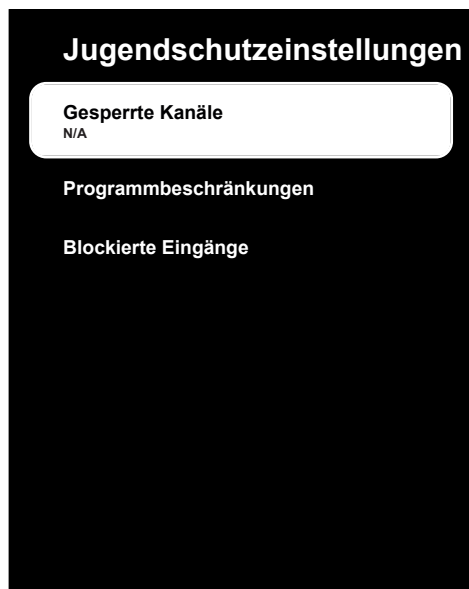 Jugendschutzeinstellungen
Gesperrte Kanäle
N/A
Programmbeschränkungen
Blockierte Eingänge